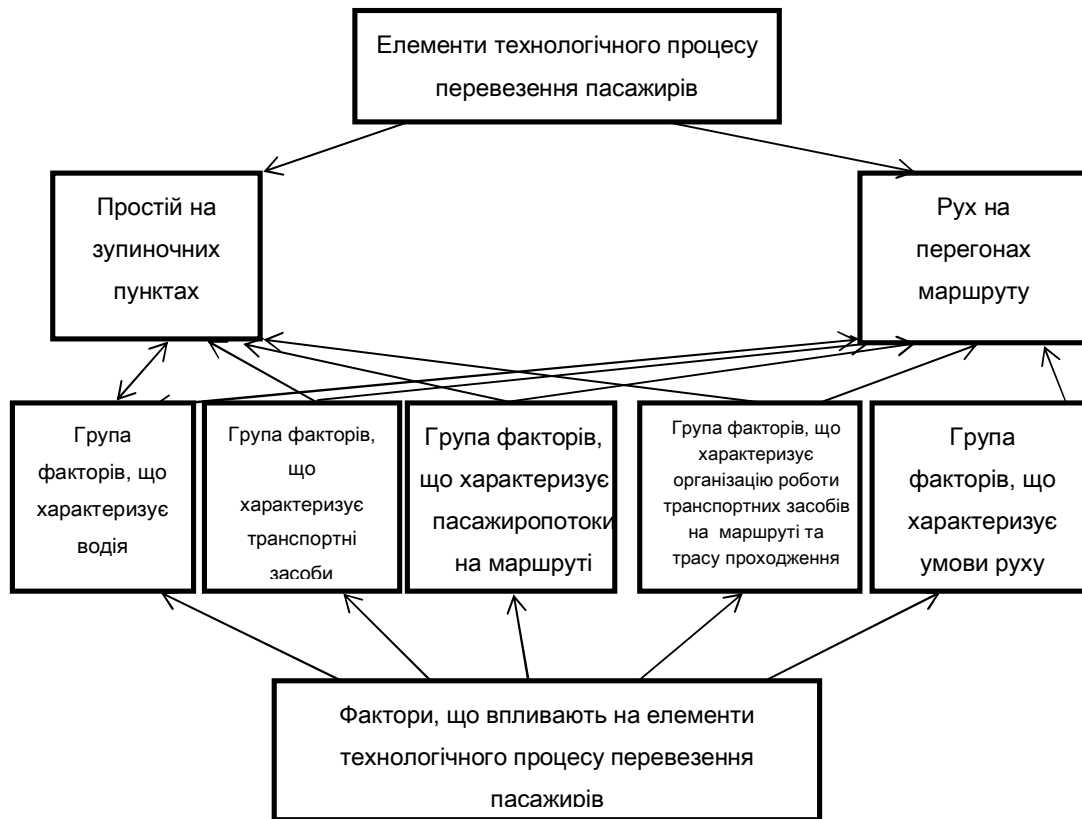 Елементи технологічного процесу
перевезення пасажирів
Простій на
зупиночних
пунктах
Рух на
перегонах
маршруту
Група
факторів, що
характеризує
водія
Група факторів,
що
характеризує
транспортні
засоби
Група факторів,
що характеризує
пасажиропотоки
на маршруті
Група факторів, що
характеризує
організацію роботи
транспортних засобів
на маршруті та
трасу проходження
Група
факторів, що
характеризує
умови руху
Фактори, що впливають на елементи
технологічного процесу перевезення
пасажирів